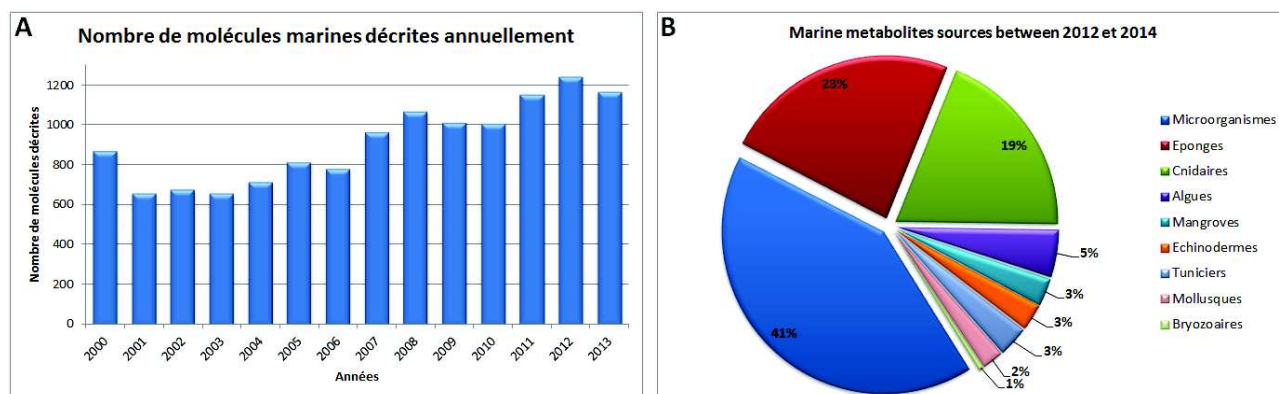 A
Nombre de molécules marines décrites annuellement
Nombre de molécules décrites
1200
1000
800
600
400
200
0
2000
2001
2002
2003
2004
2005
2006
2007
2008
2009
2010
2011
2012
2013
Années
B
Marine metabolites sources between 2012 et 2014
23%
19%
41%
5%
3%
3%
3%
2%
1%
Microorganismes
Eponges
Cnidaires
Algues
Mangroves
Echinodermes
Tuniciers
Mollusques
Bryozoaires